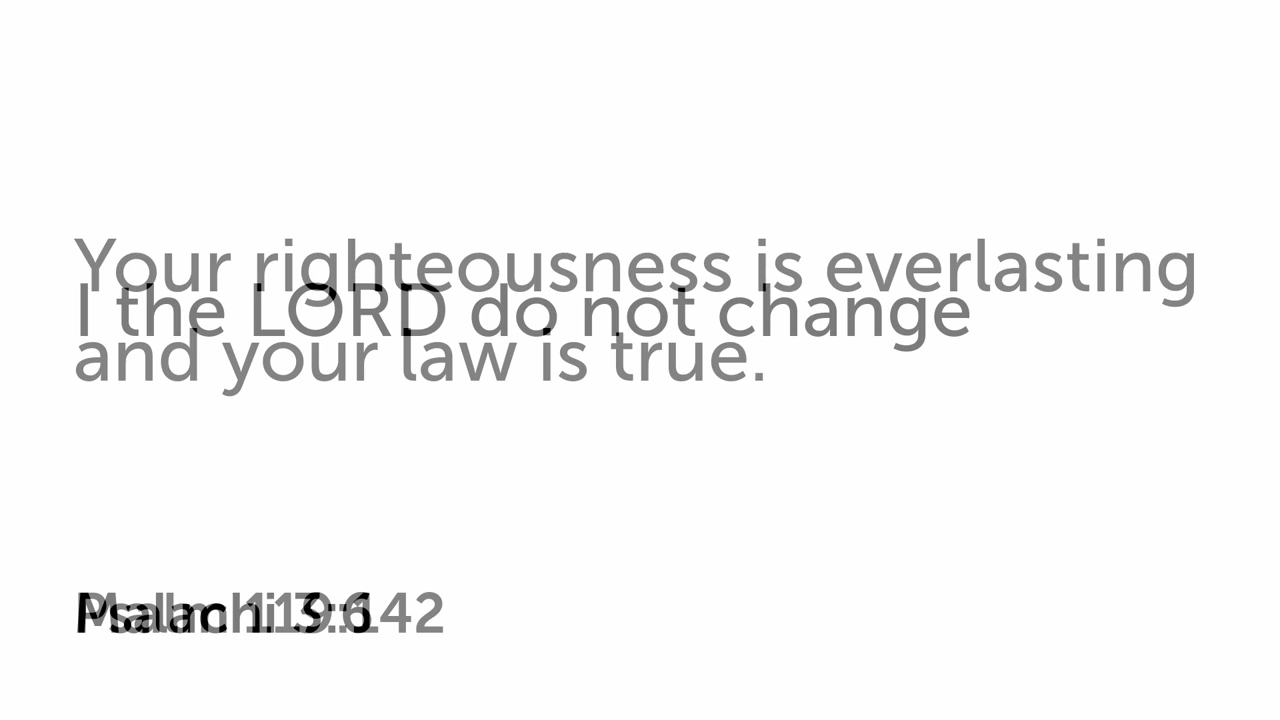 Your righteousness is everlasting
I the LORD do not change
and your law is true.
Psalm 119:142
Malachi 3:6